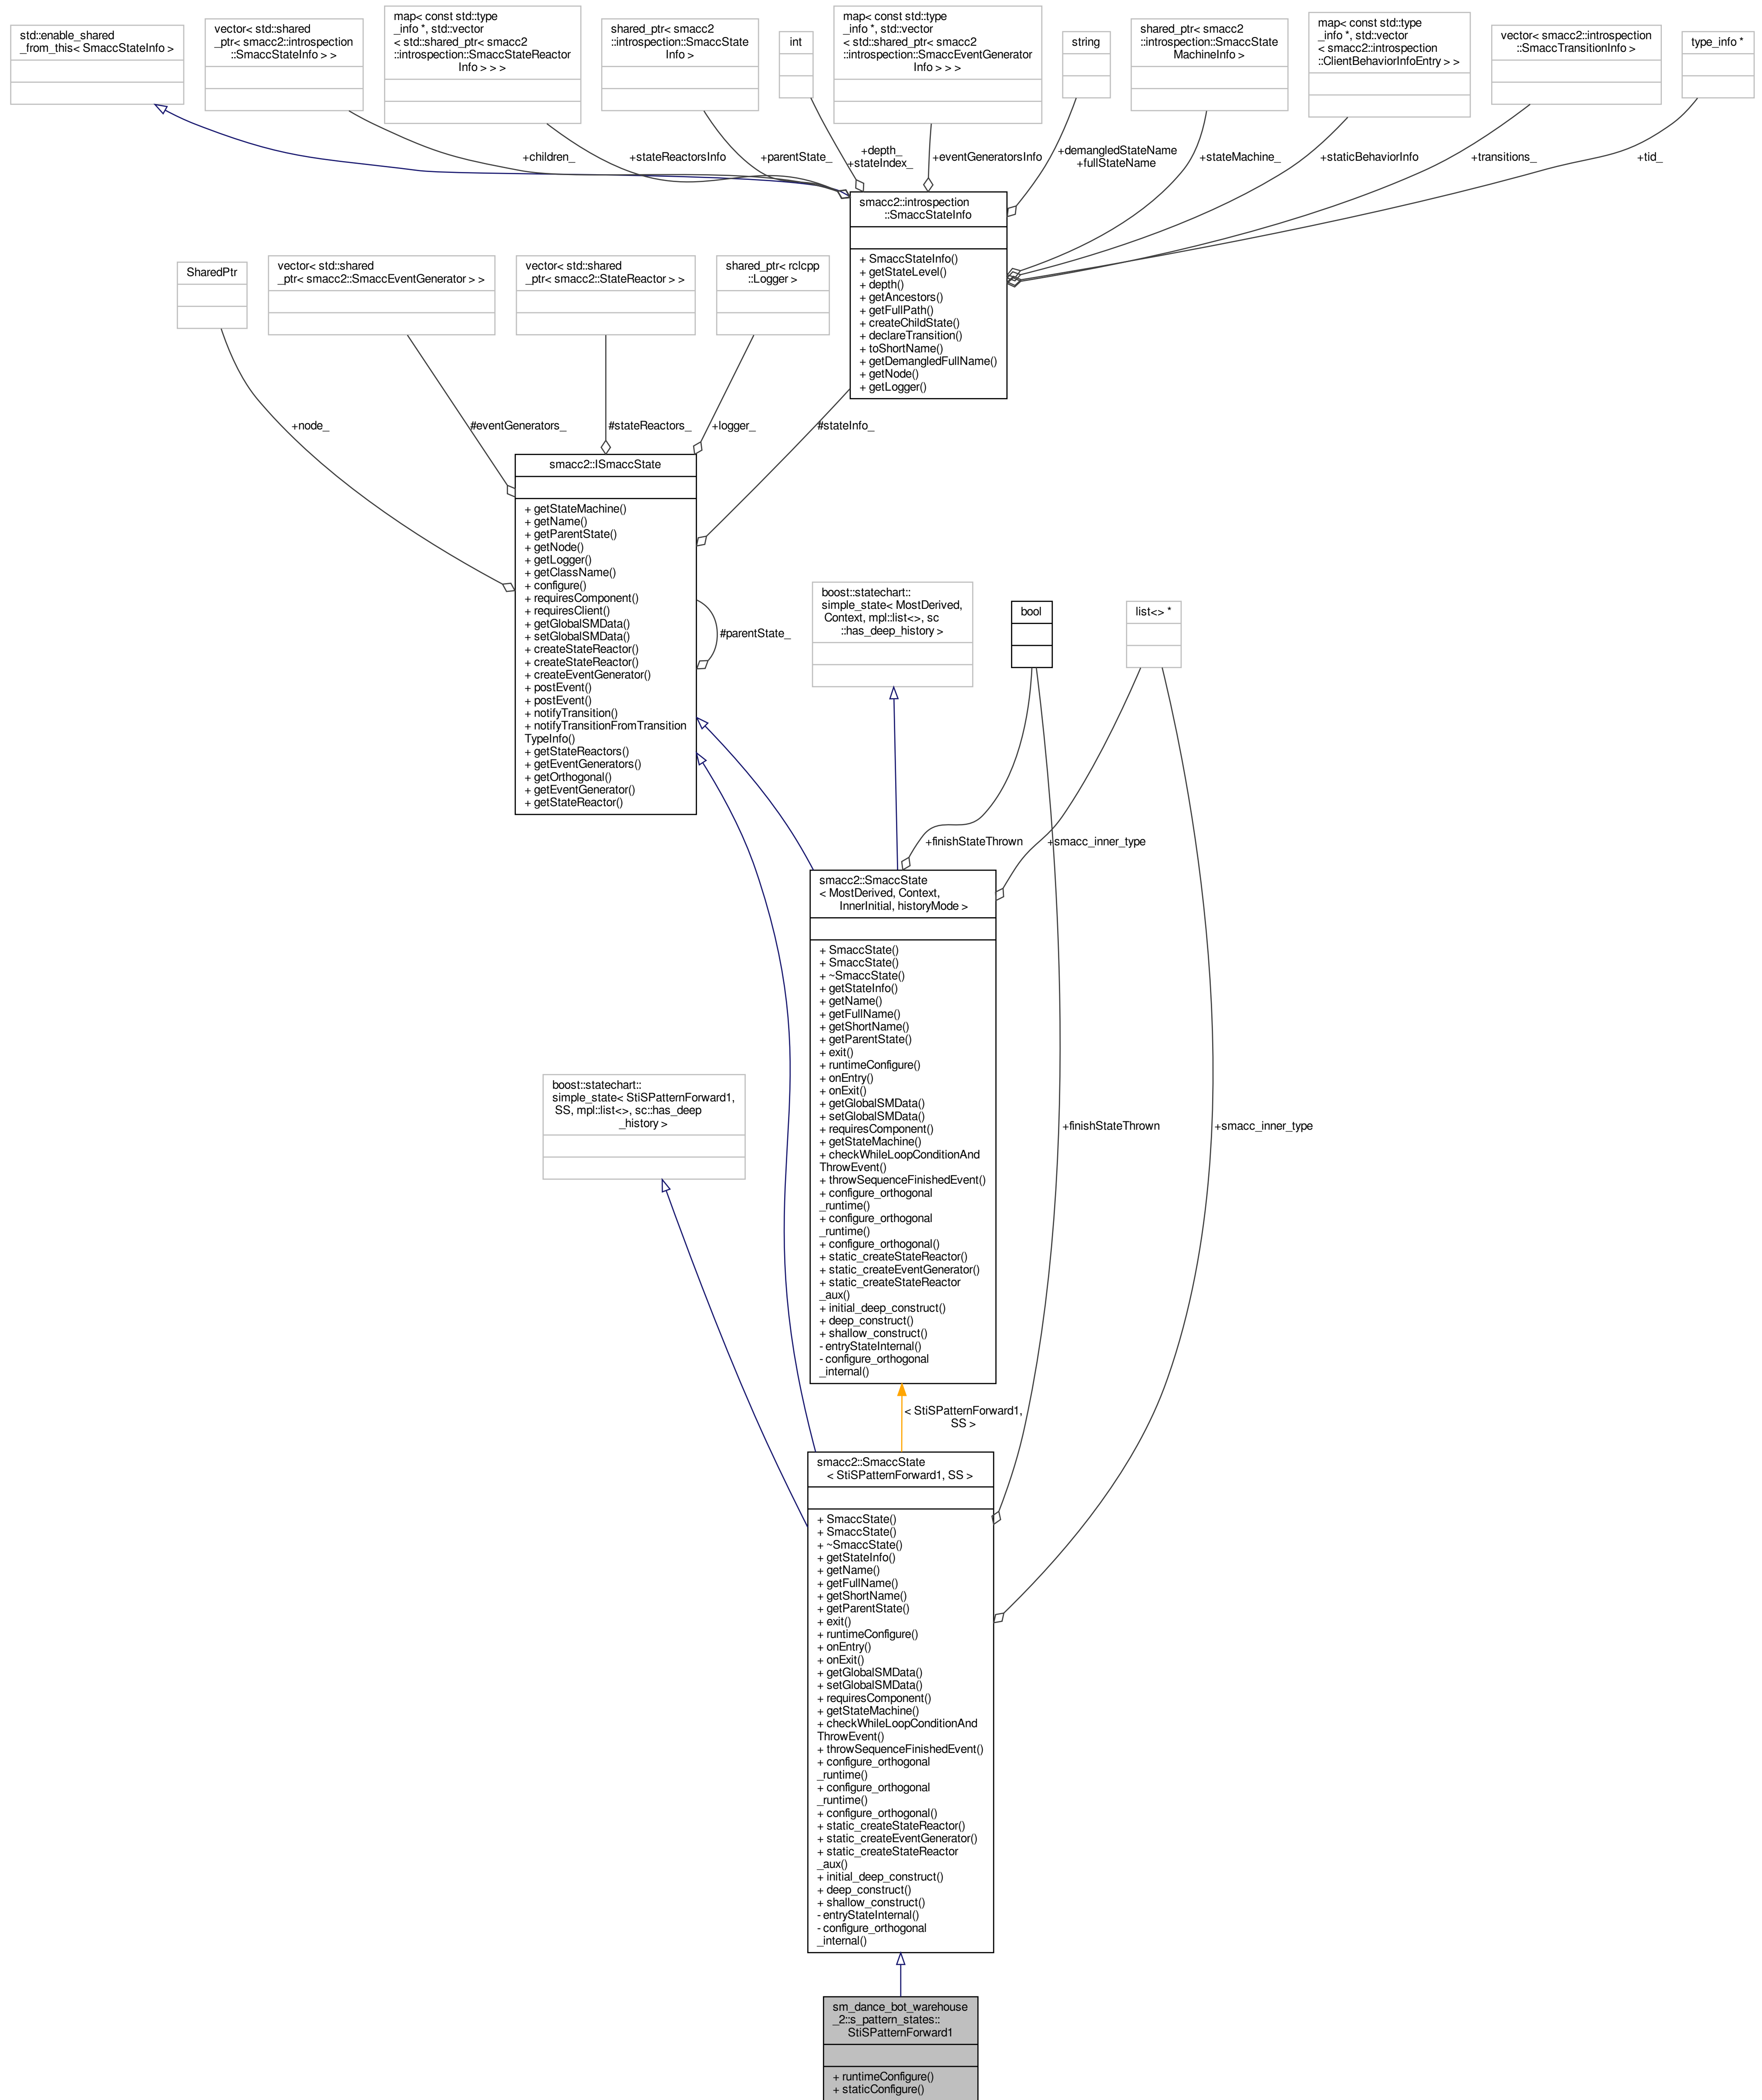 std::enable_shared
_from_this< SmaccStateInfo >
vector< std::shared
_ptr< smacc2::introspection
::SmaccStateInfo > >
map< const std::type
_info *, std::vector
< std::shared_ptr< smacc2
::introspection::SmaccStateReactor
Info > > >
shared_ptr< smacc2
::introspection::SmaccState
Info >
int
map< const std::type
_info *, std::vector
< std::shared_ptr< smacc2
::introspection::SmaccEventGenerator
Info > > >
string
shared_ptr< smacc2
::introspection::SmaccState
MachineInfo >
map< const std::type
_info *, std::vector
< smacc2::introspection
::ClientBehaviorInfoEntry > >
vector< smacc2::introspection
::SmaccTransitionInfo >
type_info *
+children_
+stateReactorsInfo
+parentState_
+depth_
+stateIndex_
+eventGeneratorsInfo
+demangledStateName
+fullStateName
+stateMachine_
+staticBehaviorInfo
+transitions_
+tid_
smacc2::introspection
::SmaccStateInfo
+ SmaccStateInfo()
+ getStateLevel()
+ depth()
+ getAncestors()
+ getFullPath()
+ createChildState()
+ declareTransition()
+ toShortName()
+ getDemangledFullName()
+ getNode()
+ getLogger()
SharedPtr
vector< std::shared
_ptr< smacc2::SmaccEventGenerator > >
vector< std::shared
_ptr< smacc2::StateReactor > >
shared_ptr< rclcpp
::Logger >
+node_
#eventGenerators_
#stateReactors_
+logger_
#stateInfo_
smacc2::ISmaccState
+ getStateMachine()
+ getName()
+ getParentState()
+ getNode()
+ getLogger()
+ getClassName()
+ configure()
+ requiresComponent()
+ requiresClient()
+ getGlobalSMData()
+ setGlobalSMData()
+ createStateReactor()
+ createStateReactor()
+ createEventGenerator()
+ postEvent()
+ postEvent()
+ notifyTransition()
+ notifyTransitionFromTransition
TypeInfo()
+ getStateReactors()
+ getEventGenerators()
+ getOrthogonal()
+ getEventGenerator()
+ getStateReactor()
#parentState_
boost::statechart::
simple_state< MostDerived,
Context, mpl::list<>, sc
::has_deep_history >
bool
list<> *
+finishStateThrown
+smacc_inner_type
smacc2::SmaccState
< MostDerived, Context,
InnerInitial, historyMode >
+ SmaccState()
+ SmaccState()
+ ~SmaccState()
+ getStateInfo()
+ getName()
+ getFullName()
+ getShortName()
+ getParentState()
+ exit()
+ runtimeConfigure()
+ onEntry()
+ onExit()
+ getGlobalSMData()
+ setGlobalSMData()
+ requiresComponent()
+ getStateMachine()
+ checkWhileLoopConditionAnd
ThrowEvent()
+ throwSequenceFinishedEvent()
+ configure_orthogonal
_runtime()
+ configure_orthogonal
_runtime()
+ configure_orthogonal()
+ static_createStateReactor()
+ static_createEventGenerator()
+ static_createStateReactor
_aux()
+ initial_deep_construct()
+ deep_construct()
+ shallow_construct()
- entryStateInternal()
- configure_orthogonal
_internal()
boost::statechart::
simple_state< StiSPatternForward1,
SS, mpl::list<>, sc::has_deep
_history >
+finishStateThrown
+smacc_inner_type
< StiSPatternForward1,
SS >
smacc2::SmaccState
< StiSPatternForward1, SS >
+ SmaccState()
+ SmaccState()
+ ~SmaccState()
+ getStateInfo()
+ getName()
+ getFullName()
+ getShortName()
+ getParentState()
+ exit()
+ runtimeConfigure()
+ onEntry()
+ onExit()
+ getGlobalSMData()
+ setGlobalSMData()
+ requiresComponent()
+ getStateMachine()
+ checkWhileLoopConditionAnd
ThrowEvent()
+ throwSequenceFinishedEvent()
+ configure_orthogonal
_runtime()
+ configure_orthogonal
_runtime()
+ configure_orthogonal()
+ static_createStateReactor()
+ static_createEventGenerator()
+ static_createStateReactor
_aux()
+ initial_deep_construct()
+ deep_construct()
+ shallow_construct()
- entryStateInternal()
- configure_orthogonal
_internal()
sm_dance_bot_warehouse
_2::s_pattern_states::
StiSPatternForward1
+ runtimeConfigure()
+ staticConfigure()